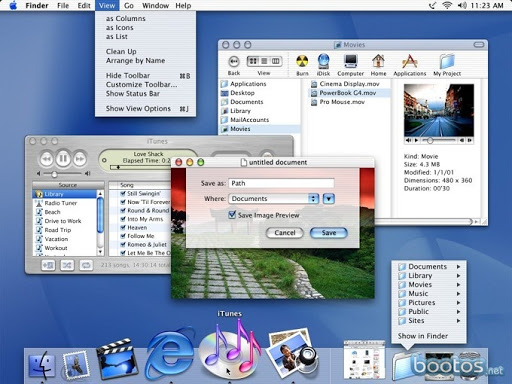 Finder File Edit View Go Window Help 11:23 AM
as Columns
as Icons
as List
Clean Up
Arrange by Name
Hide Toolbar ⌘B
Customize Toolbar...
Show Status Bar
Show View Options ⌘J
Movies
Back View Burn iDisk Computer Home Applications My Project
Applications
Desktop
Documents
Library
MailAccounts
Movies
Cinema Display.mov
PowerBook G4.mov
Pro Mouse.mov
Kind: Movie
Size: 4.3 MB
Modified: 1/1/01
Dimensions: 480 x 360
Duration: 00'30
iTunes
Love Shack
Elapsed Time: 0:2
Source
Library
Radio Tuner
Beach
Drive to Work
Road Trip
Vacation
Workout
Song
Still Swingin'
Now 'Til Forever
Round & Round
Into My Arms
Heaven
Follow Me
Romeo & Juliet
Let Me Be The O
213 songs, 14:30:14 to
untitled document
Save as: Path
Where: Documents
Save Image Preview
Cancel Save
Documents
Library
Movies
Music
Pictures
Public
Sites
Show in Finder
iTunes
bootos.net